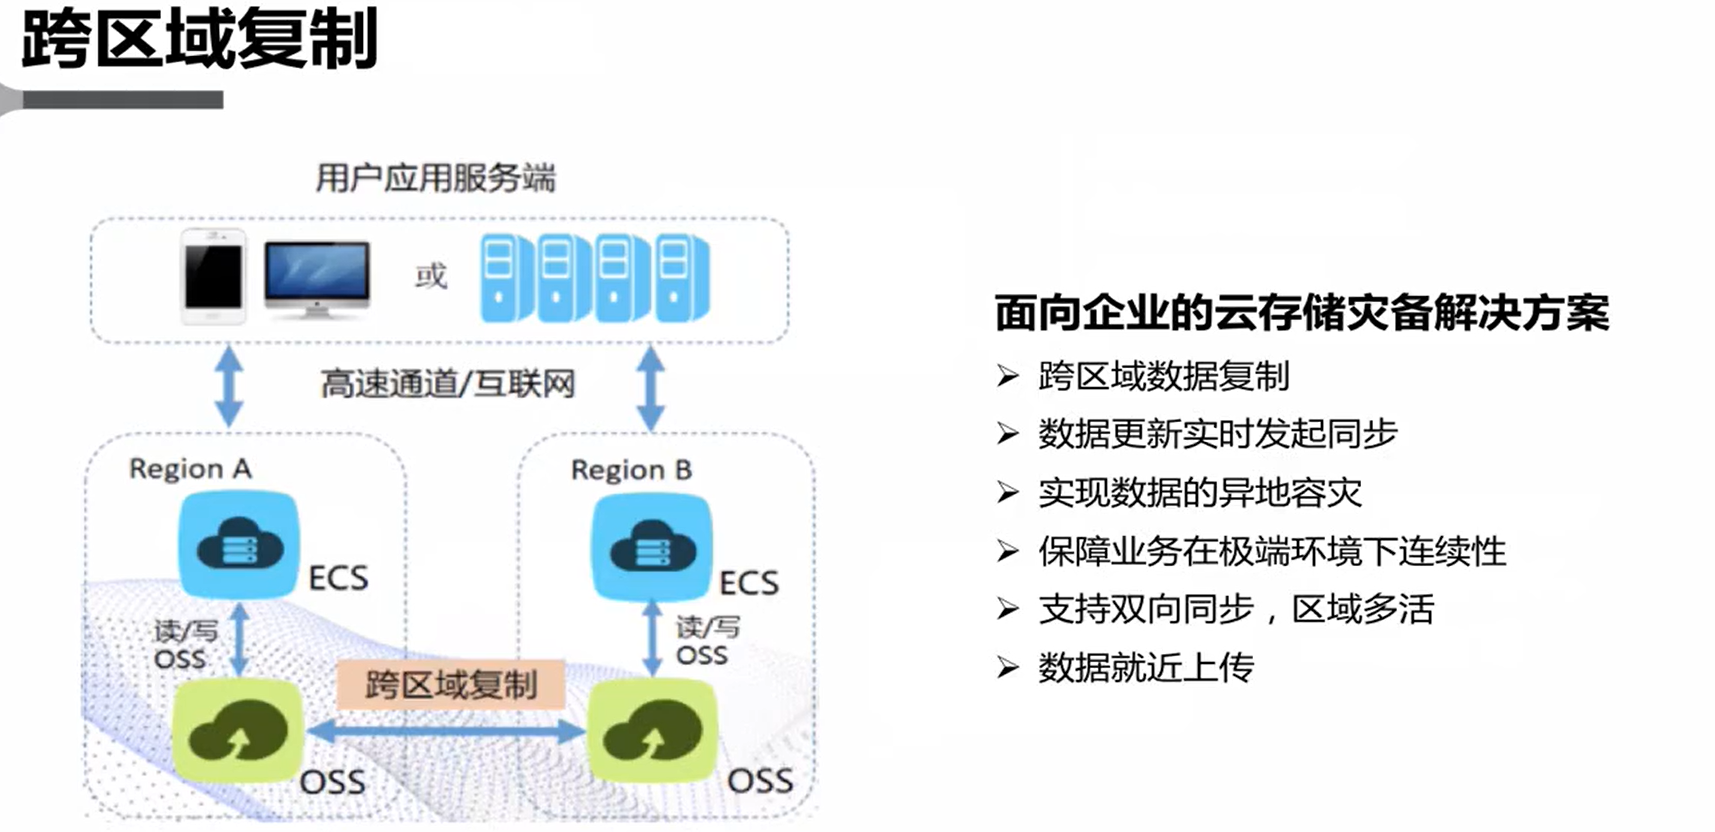 跨区域复制
用户应用服务端
或
高速通道/互联网
Region A
Region B
ECS
ECS
读/写
OSS
读/写
OSS
跨区域复制
OSS
OSS
面向企业的云存储灾备解决方案
跨区域数据复制
数据更新实时发起同步
实现数据的异地容灾
保障业务在极端环境下连续性
支持双向同步，区域多活
数据就近上传